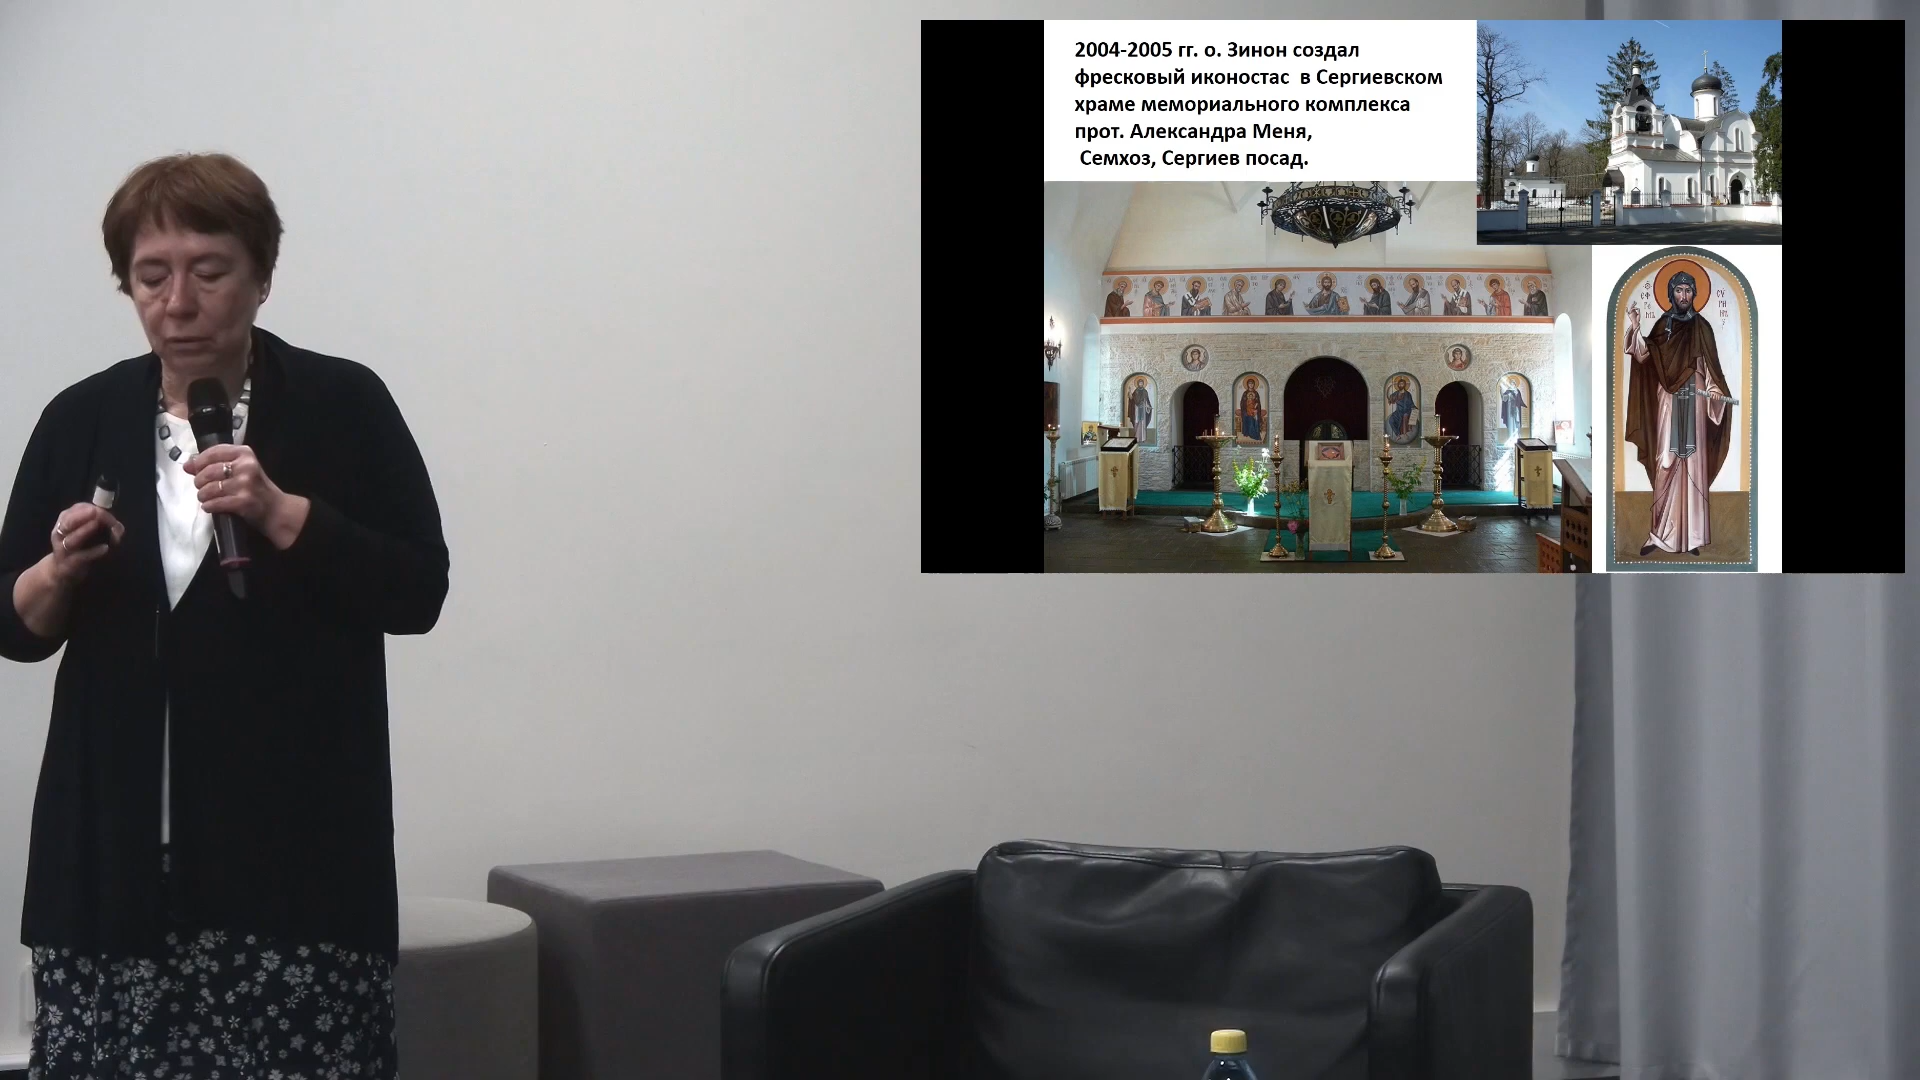 2004-2005 гг. о. Зинон создал
фресковый иконостас в Сергиевском
храме мемориального комплекса
прот. Александра Меня,
Семхоз, Сергиев посад.